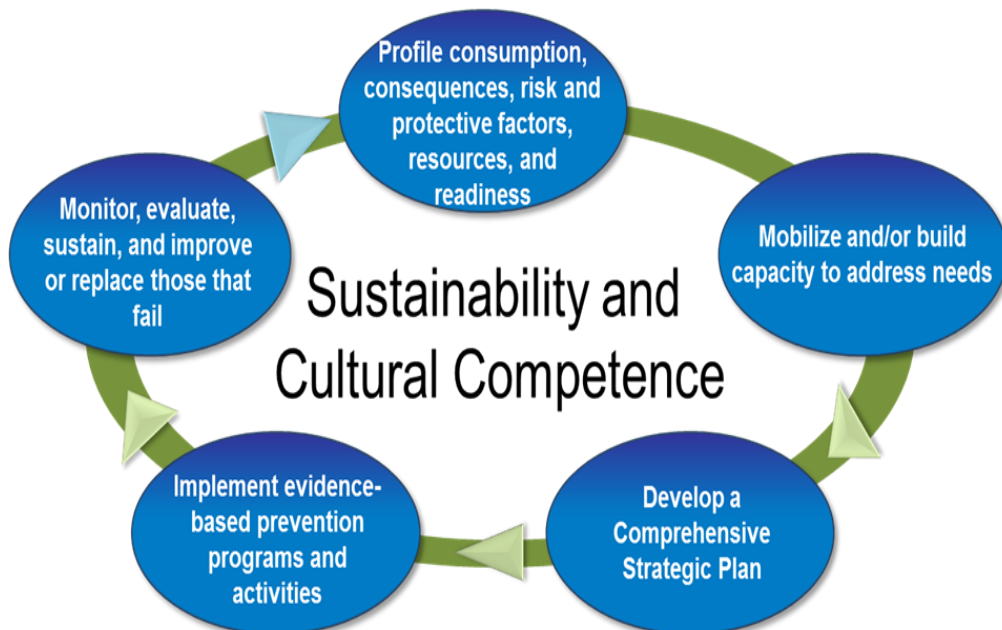 Profile consumption,
consequences, risk and
protective factors,
resources, and
readiness
Mobilize and/or build
capacity to address needs
Develop a
Comprehensive
Strategic Plan
Implement evidence-
based prevention
programs and
activities
Monitor, evaluate,
sustain, and improve
or replace those that
fail
Sustainability and
Cultural Competence